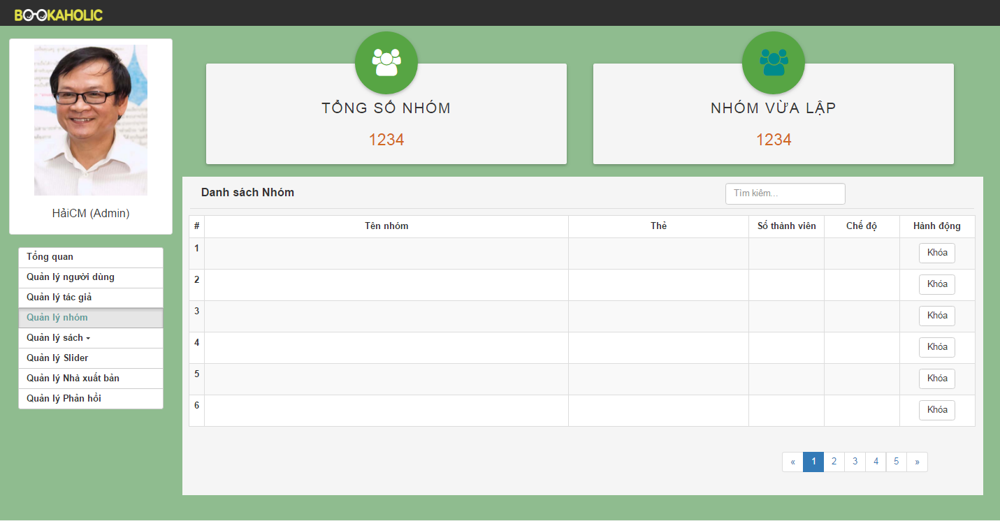 BOOKAHOLIC
HảiCM (Admin)
Tổng quan
Quản lý người dùng
Quản lý tác giả
Quản lý nhóm
Quản lý sách
Quản lý Slider
Quản lý Nhà xuất bản
Quản lý Phản hồi
TỔNG SỐ NHÓM
1234
NHÓM VỪA LẬP
1234
Danh sách Nhóm
Tìm kiếm...
# Tên nhóm Thẻ Số thành viên Chế độ Hành động
1 Khóa
2 Khóa
3 Khóa
4 Khóa
5 Khóa
6 Khóa
« 1 2 3 4 5 »